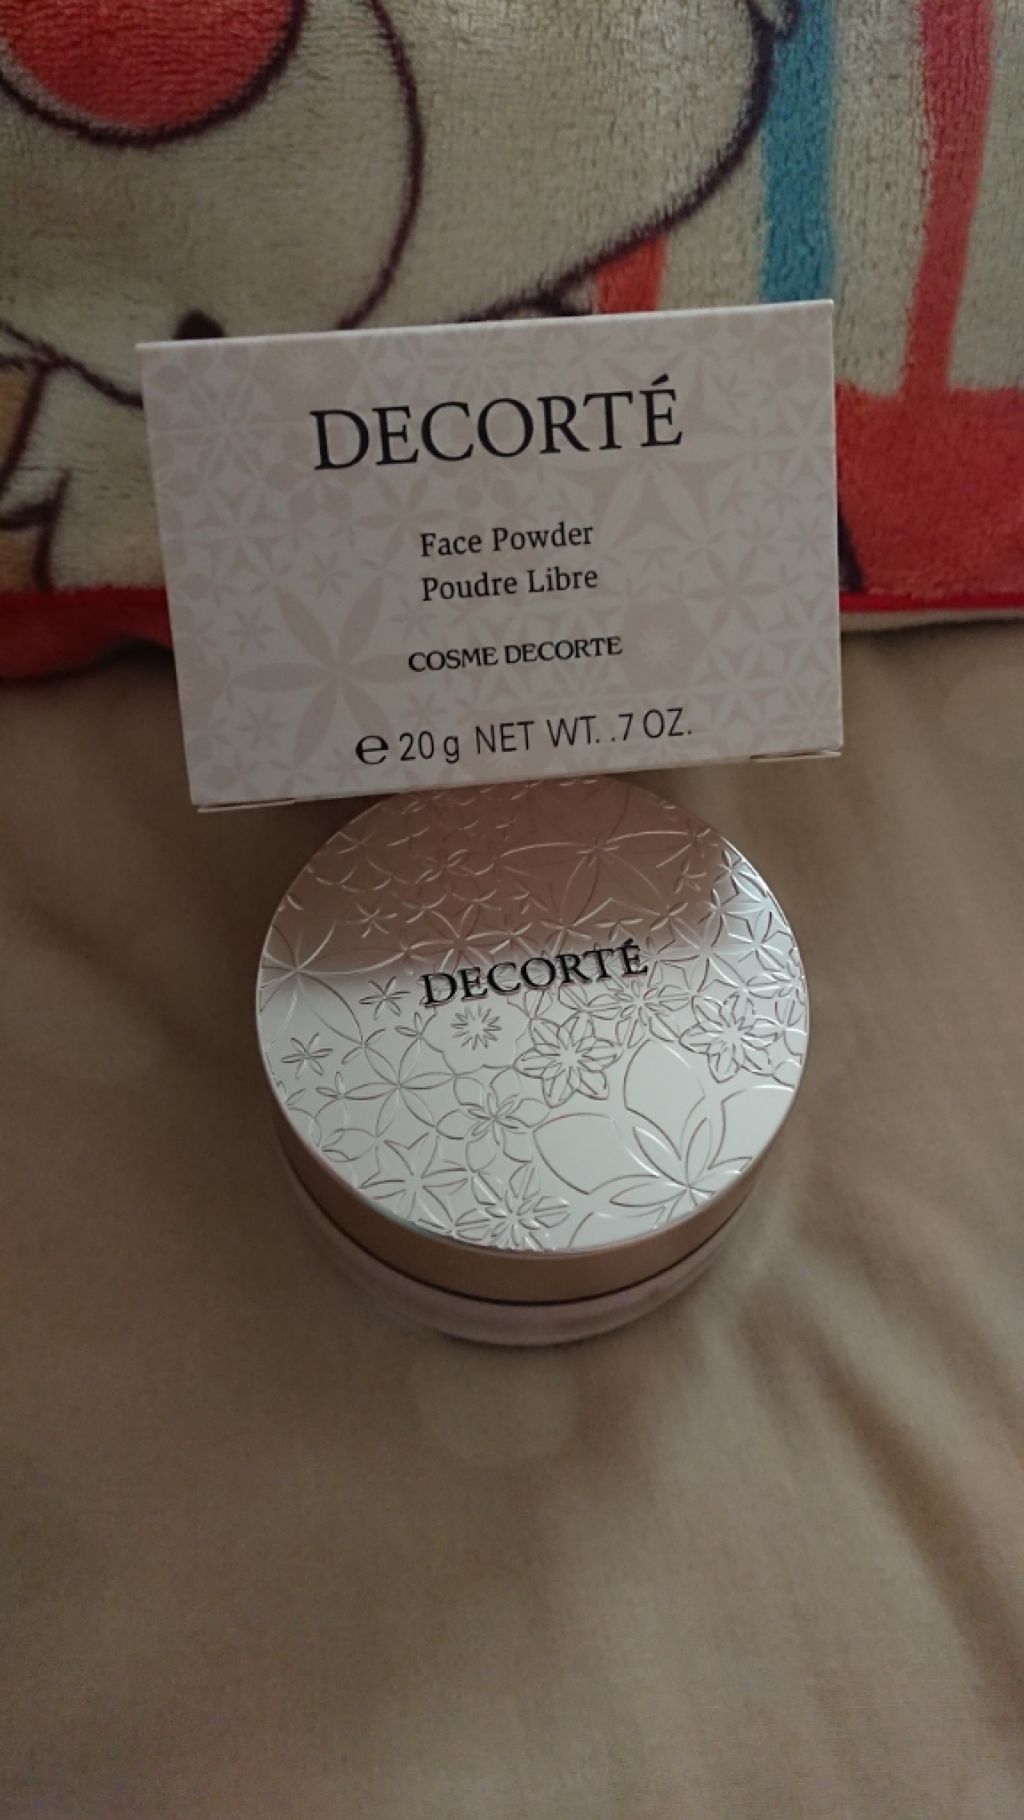 DECORTÉ
Face Powder
Poudre Libre
COSME DECORTE
℮ 20 g NET WT. .7 OZ.
DECORTÉ